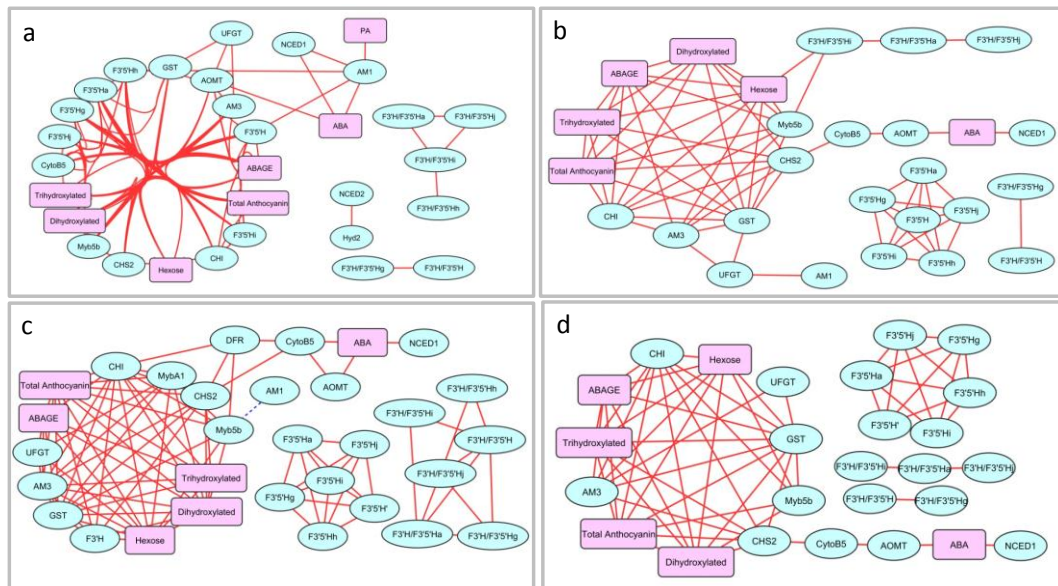 a
UFGT
NCED1
PA
GST
AM1
F3'5'Hh
AOMT
F3'5'Ha
AM3
F3'5'Hg
F3'5'H
ABA
F3'5'Hj
CytoB5
ABAGE
Trihydroxylated
Total Anthocyanin
Dihydroxylated
F3'5'Hi
Myb5b
CHS2
Hexose
CHI
F3'H/F3'5'Ha
F3'H/F3'5'Hj
F3'H/F3'5'Hi
F3'H/F3'5'Hh
NCED2
Hyd2
F3'H/F3'5'Hg
F3'H/F3'5'H
b
Dihydroxylated
ABAGE
Hexose
Trihydroxylated
Myb5b
Total Anthocyanin
CHS2
CHI
GST
AM3
UFGT
AM1
F3'H/F3'5'Hi
F3'H/F3'5'Ha
F3'H/F3'5'Hj
CytoB5
AOMT
ABA
NCED1
F3'5'Ha
F3'5'Hg
F3'5'H
F3'5'Hj
F3'5'Hi
F3'5'Hh
F3'H/F3'5'Hg
F3'H/F3'5'H
c
DFR
CytoB5
ABA
NCED1
CHI
MybA1
AOMT
Total Anthocyanin
CHS2
AM1
ABAGE
Myb5b
UFGT
Trihydroxylated
AM3
Dihydroxylated
GST
F3'H
Hexose
F3'5'Ha
F3'5'Hj
F3'5'Hi
F3'5'Hg
F3'5'H'
F3'5'Hh
F3'H/F3'5'Hh
F3'H/F3'5'Hi
F3'H/F3'5'H
F3'H/F3'5'Hj
F3'H/F3'5'Ha
F3'H/F3'5'Hg
d
CHI
Hexose
UFGT
ABAGE
Trihydroxylated
GST
AM3
Myb5b
Total Anthocyanin
CHS2
Dihydroxylated
CytoB5
AOMT
ABA
NCED1
F3'5'Hj
F3'5'Hg
F3'5'Ha
F3'5'Hh
F3'5'H'
F3'5'Hi
F3'H/F3'5'Hi
F3'H/F3'5'Ha
F3'H/F3'5'Hj
F3'H/F3'5'H
F3'H/F3'5'Hg